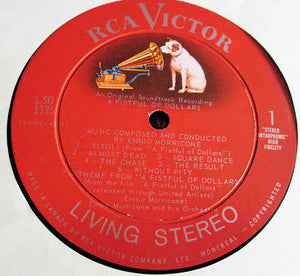 RCA VICTOR
An Original Soundtrack Recording
A FISTFUL OF DOLLARS
LSO
1135
1
"STEREO
ORTHOPHONIC"
HIGH
FIDELITY
MUSIC COMPOSED AND CONDUCTED
BY ENNIO MORRICONE
1 - TITOLI (From "A Fistful of Dollars")
2 - ALMOST DEAD 3 - SQUARE DANCE
4 - THE CHASE 5 - THE RESULT
6 - WITHOUT PITY
THEME FROM "A FISTFUL OF DOLLARS"
(from the film "A Fistful of Dollars"
released through United Artists)
(Ennio Morricone)
Ennio Morricone and his Orchestra
LIVING STEREO
MADE IN CANADA BY RCA VICTOR COMPANY, LTD., MONTREAL - COPYRIGHTED